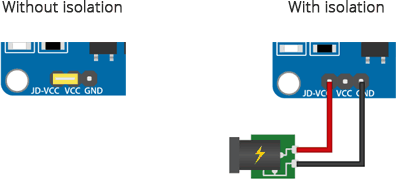 Without isolation
With isolation
JD-VCC VCC GND
JD-VCC VCC GND